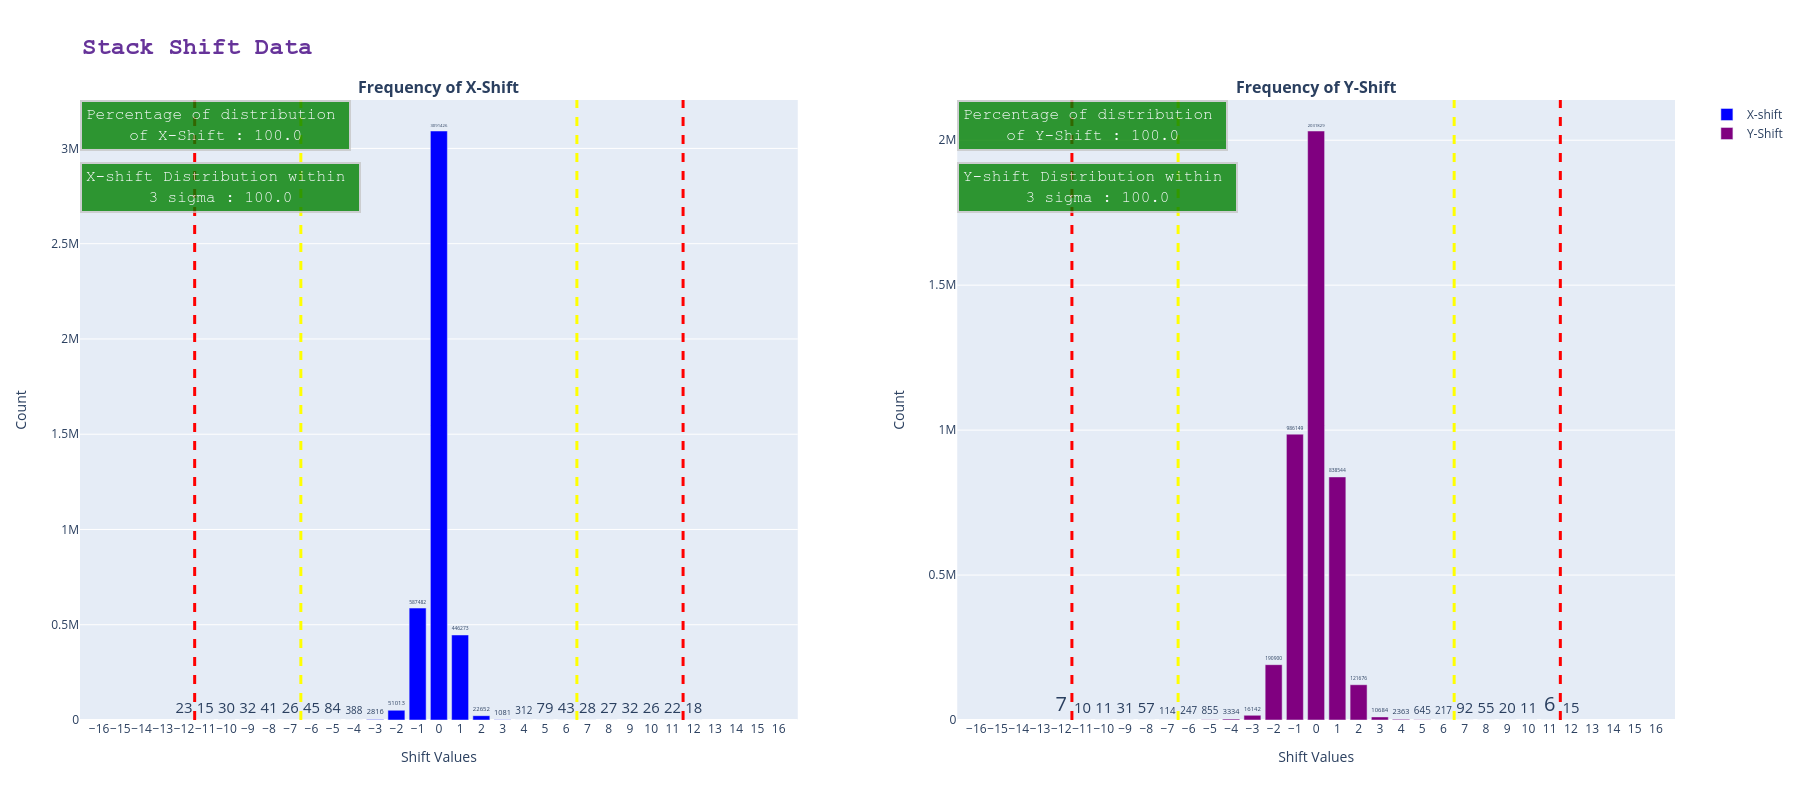 Stack Shift Data
Frequency of X-Shift
Percentage of distribution
of X-Shift : 100.0
X-shift Distribution within
3 sigma : 100.0
3M
2.5M
2M
1.5M
1M
0.5M
0
Count
587482
446273
51013
22652
23 15 30 32 41 26 45 84 388 2816 1081 312 79 43 28 27 32 26 22 18
−16 −15 −14 −13 −12 −11 −10 −9 −8 −7 −6 −5 −4 −3 −2 −1 0 1 2 3 4 5 6 7 8 9 10 11 12 13 14 15 16
Shift Values
Frequency of Y-Shift
Percentage of distribution
of Y-Shift : 100.0
Y-shift Distribution within
3 sigma : 100.0
2M
1.5M
1M
0.5M
0
Count
986149
838344
121676
7 10 11 31 57 114 247 855 3334 16142 10684 2363 645 217 92 55 20 11 6 15
−16 −15 −14 −13 −12 −11 −10 −9 −8 −7 −6 −5 −4 −3 −2 −1 0 1 2 3 4 5 6 7 8 9 10 11 12 13 14 15 16
Shift Values
X-shift
Y-Shift